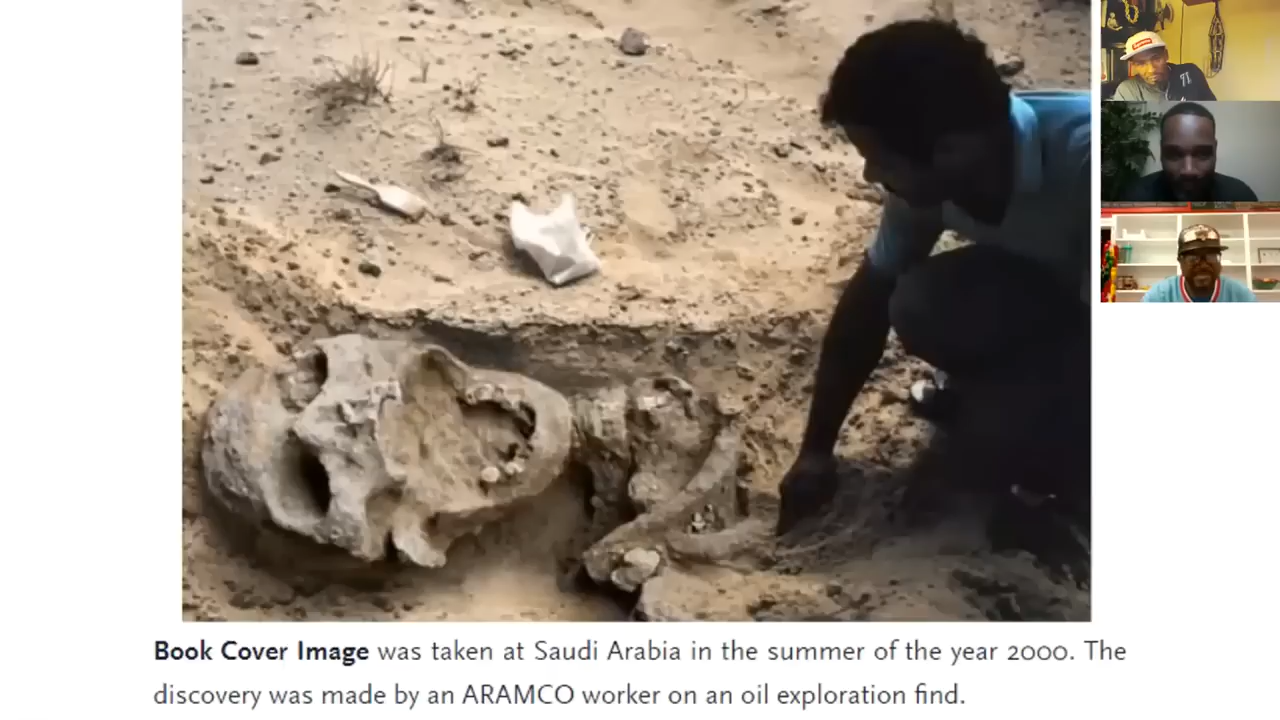 Book Cover Image was taken at Saudi Arabia in the summer of the year 2000. The
discovery was made by an ARAMCO worker on an oil exploration find.